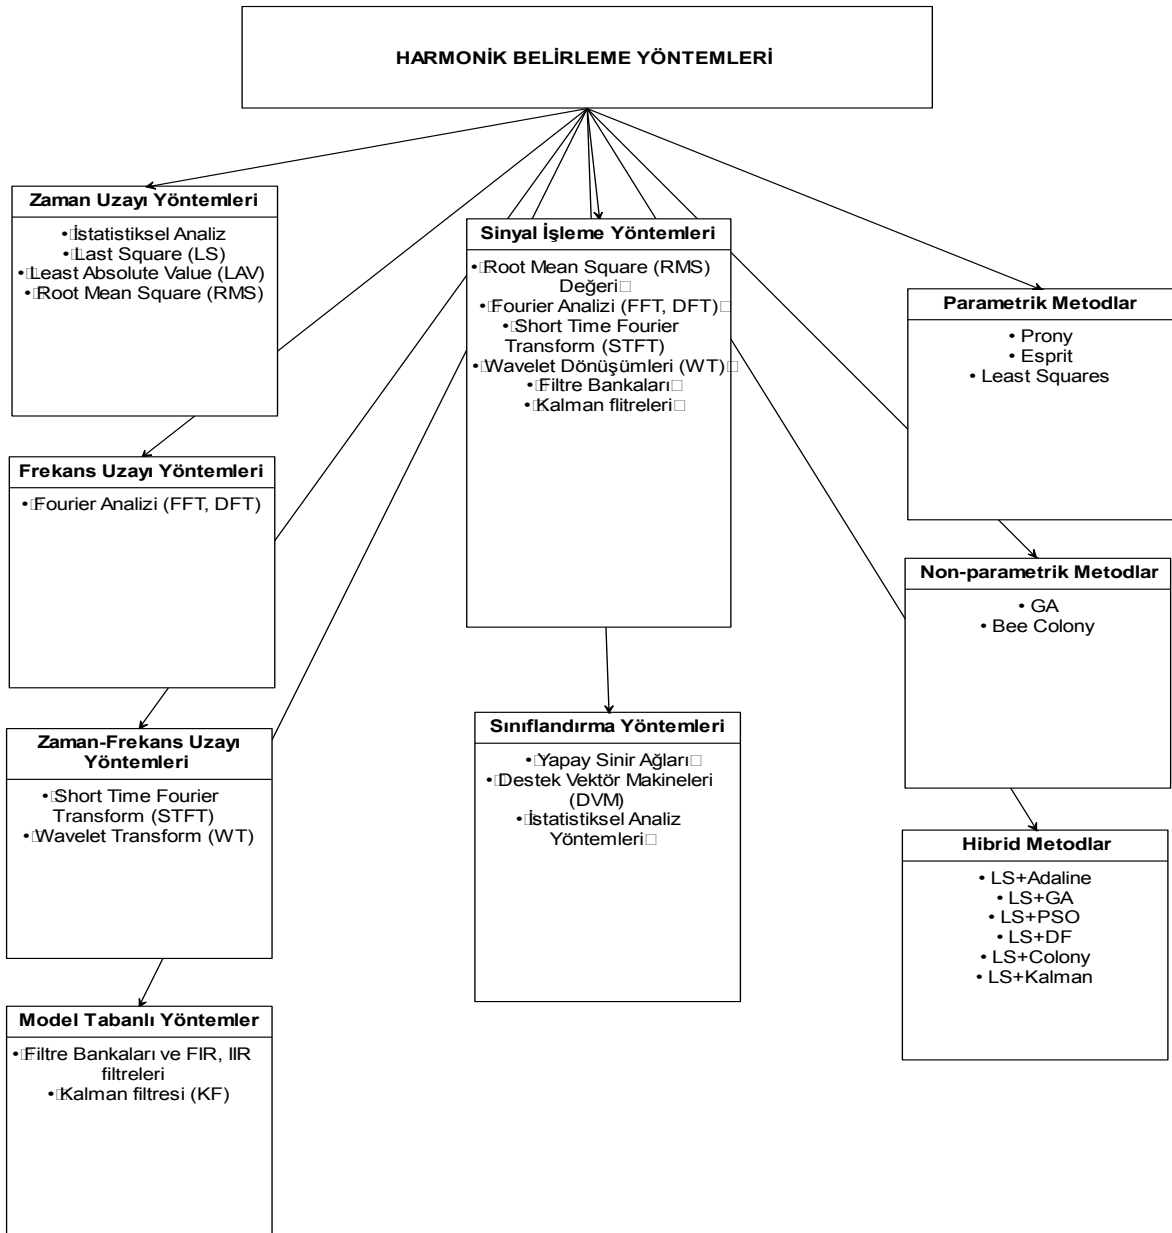 HARMONİK BELİRLEME YÖNTEMLERİ
Zaman Uzayı Yöntemleri
• İstatistiksel Analiz
• Last Square (LS)
• Least Absolute Value (LAV)
• Root Mean Square (RMS)
Frekans Uzayı Yöntemleri
• Fourier Analizi (FFT, DFT)
Zaman-Frekans Uzayı
Yöntemleri
• Short Time Fourier
Transform (STFT)
• Wavelet Transform (WT)
Model Tabanlı Yöntemler
• Filtre Bankaları ve FIR, IIR
filtreleri
• Kalman filtresi (KF)
Sinyal İşleme Yöntemleri
• Root Mean Square (RMS)
Değeri
• Fourier Analizi (FFT, DFT)
• Short Time Fourier
Transform (STFT)
• Wavelet Dönüşümleri (WT)
• Filtre Bankaları
• Kalman flitreleri
Sınıflandırma Yöntemleri
• Yapay Sinir Ağları
• Destek Vektör Makineleri
(DVM)
• İstatistiksel Analiz
Yöntemleri
Parametrik Metodlar
• Prony
• Esprit
• Least Squares
Non-parametrik Metodlar
• GA
• Bee Colony
Hibrid Metodlar
• LS+Adaline
• LS+GA
• LS+PSO
• LS+DF
• LS+Colony
• LS+Kalman